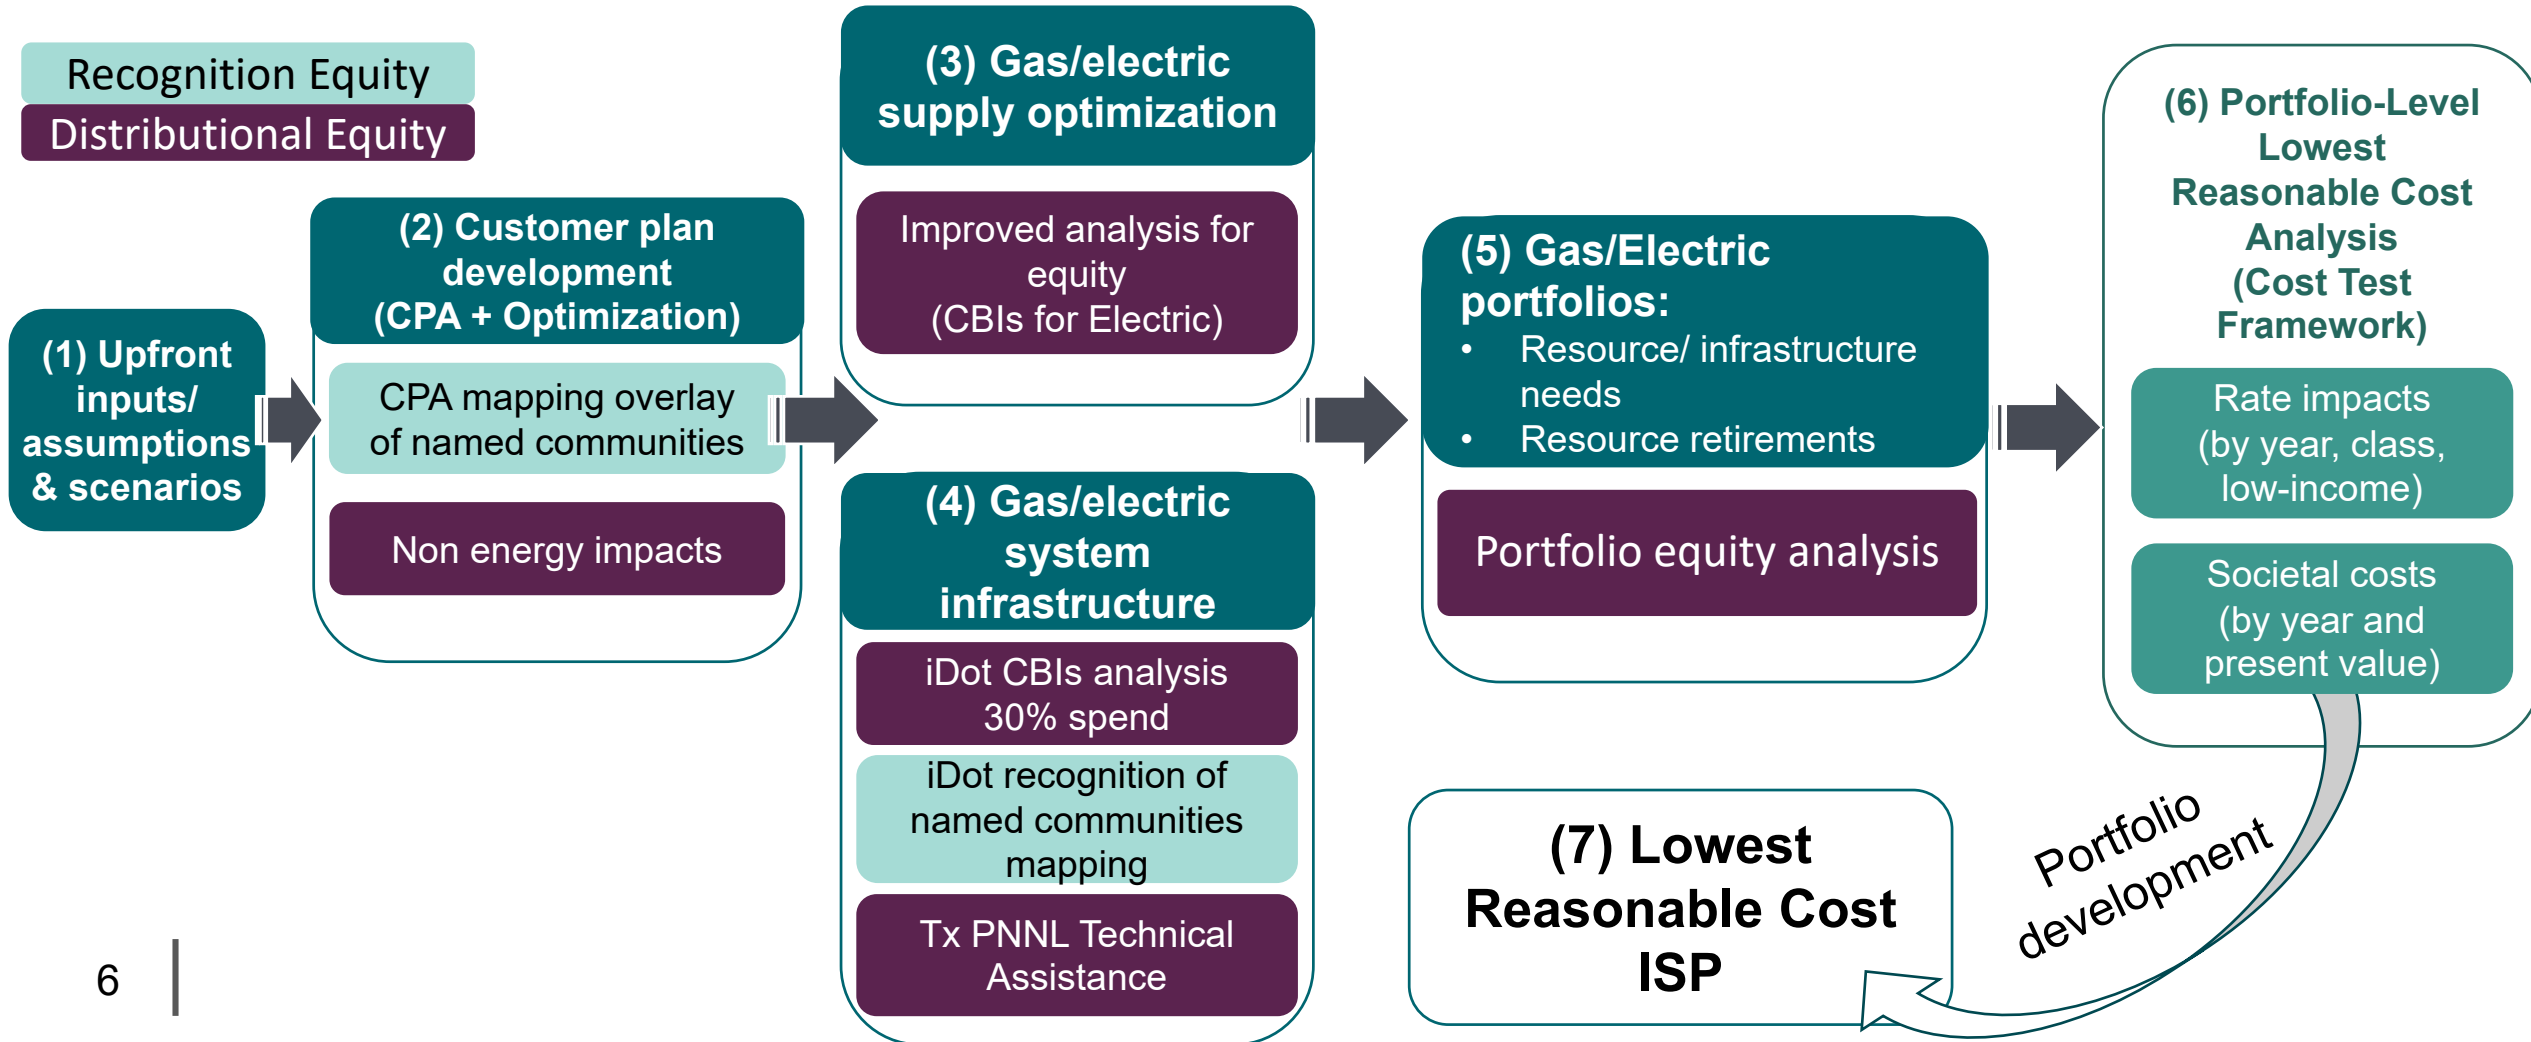 Recognition Equity
Distributional Equity
(1) Upfront
inputs/
assumptions
& scenarios
(2) Customer plan
development
(CPA + Optimization)
CPA mapping overlay
of named communities
Non energy impacts
(3) Gas/electric
supply optimization
Improved analysis for
equity
(CBIs for Electric)
(4) Gas/electric
system
infrastructure
iDot CBIs analysis
30% spend
iDot recognition of
named communities
mapping
Tx PNNL Technical
Assistance
(5) Gas/Electric
portfolios:
• Resource/ infrastructure
needs
• Resource retirements
Portfolio equity analysis
(6) Portfolio-Level
Lowest
Reasonable Cost
Analysis
(Cost Test
Framework)
Rate impacts
(by year, class,
low-income)
Societal costs
(by year and
present value)
Portfolio
development
(7) Lowest
Reasonable Cost
ISP
6